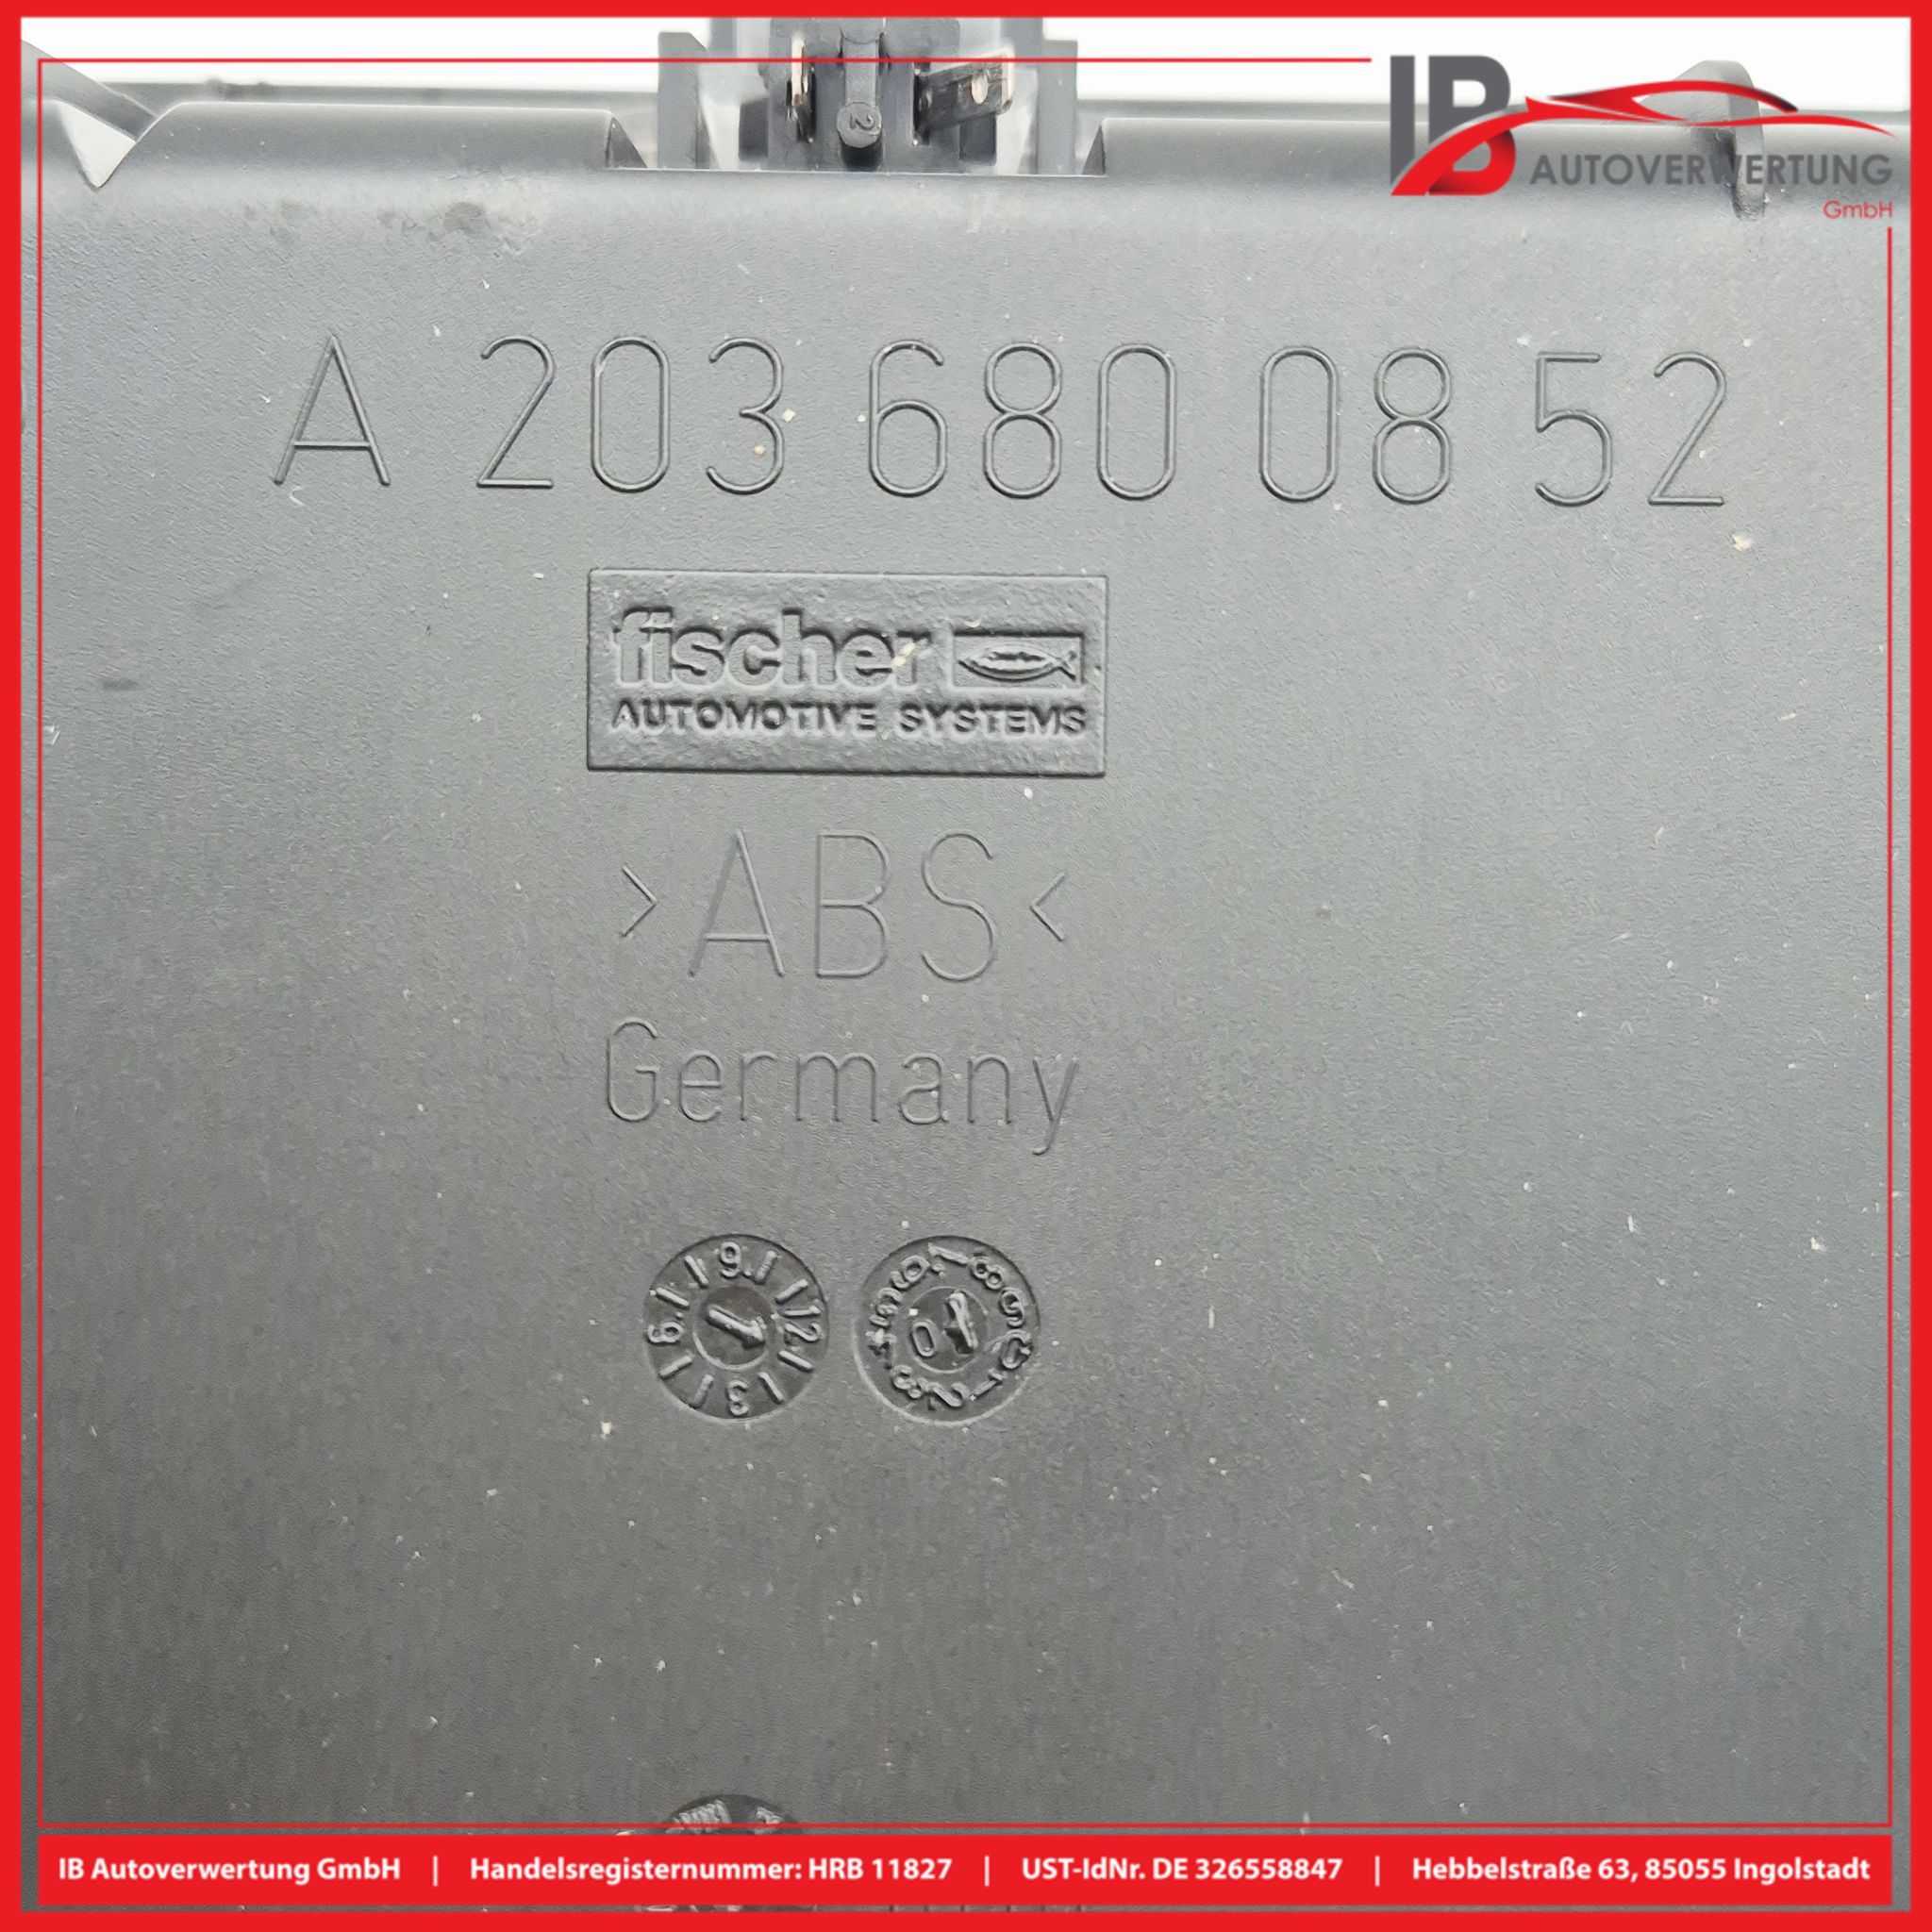 IB
AUTOVERWERTUNG
GmbH
2
A 203 680 08 52
fischer
AUTOMOTIVE SYSTEMS
>ABS<
Germany
IB Autoverwertung GmbH | Handelsregisternummer: HRB 11827 | UST-IdNr. DE 326558847 | Hebbelstraße 63, 85055 Ingolstadt